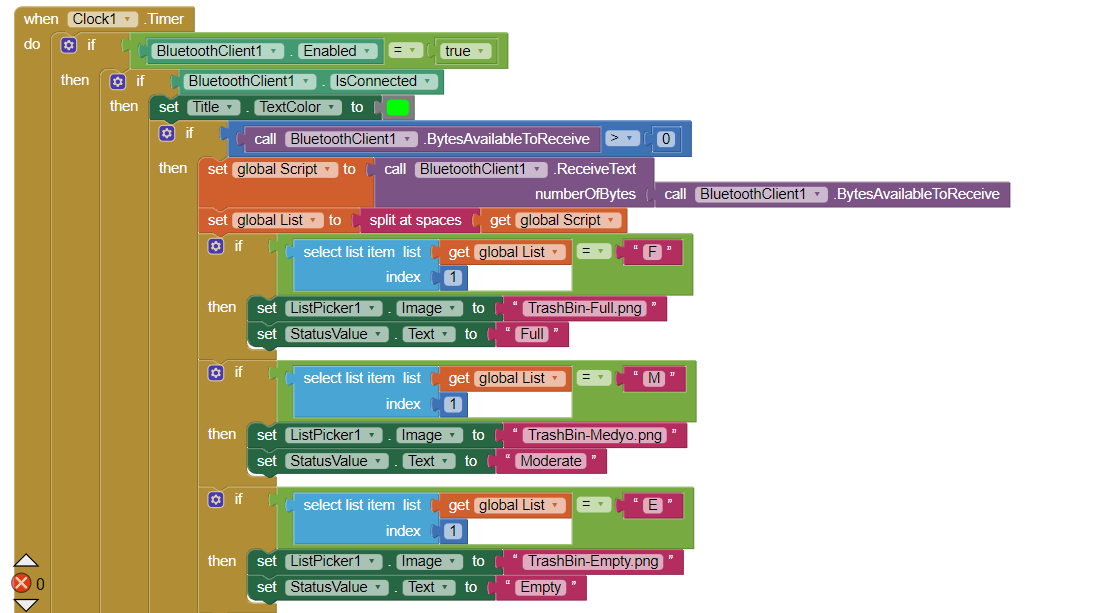 when Clock1 .Timer
do if BluetoothClient1 . Enabled = true
then if BluetoothClient1 . IsConnected
then set Title . TextColor to
if call BluetoothClient1 .BytesAvailableToReceive > 0
then set global Script to call BluetoothClient1 .ReceiveText
numberOfBytes call BluetoothClient1 .BytesAvailableToReceive
set global List to split at spaces get global Script
if select list item list get global List = “ F ”
index 1
then set ListPicker1 . Image to “ TrashBin-Full.png ”
set StatusValue . Text to “ Full ”
if select list item list get global List = “ M ”
index 1
then set ListPicker1 . Image to “ TrashBin-Medyo.png ”
set StatusValue . Text to “ Moderate ”
if select list item list get global List = “ E ”
index 1
then set ListPicker1 . Image to “ TrashBin-Empty.png ”
0 set StatusValue . Text to “ Empty ”